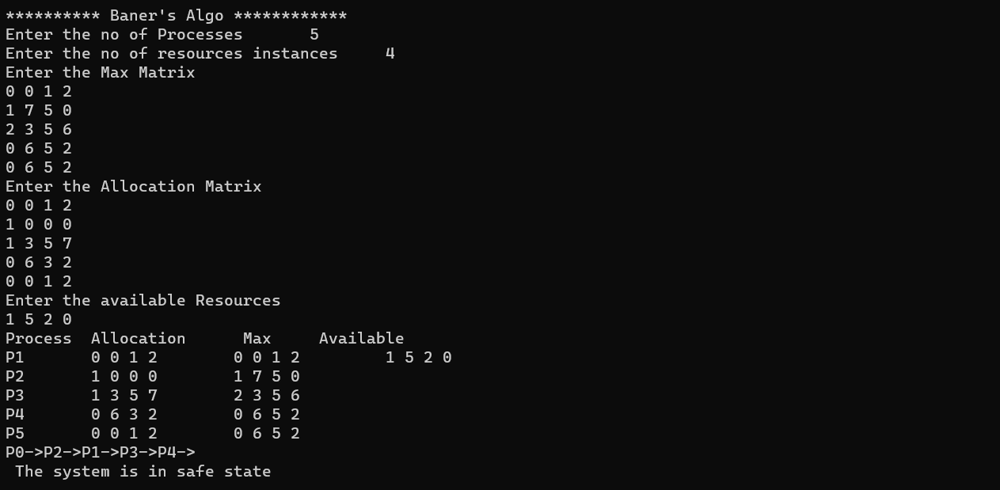 ********** Baner's Algo ************
Enter the no of Processes       5
Enter the no of resources instances     4
Enter the Max Matrix
0 0 1 2
1 7 5 0
2 3 5 6
0 6 5 2
0 6 5 2
Enter the Allocation Matrix
0 0 1 2
1 0 0 0
1 3 5 7
0 6 3 2
0 0 1 2
Enter the available Resources
1 5 2 0
Process  Allocation      Max     Available
P1       0 0 1 2        0 0 1 2         1 5 2 0
P2       1 0 0 0        1 7 5 0
P3       1 3 5 7        2 3 5 6
P4       0 6 3 2        0 6 5 2
P5       0 0 1 2        0 6 5 2
P0->P2->P1->P3->P4->
 The system is in safe state